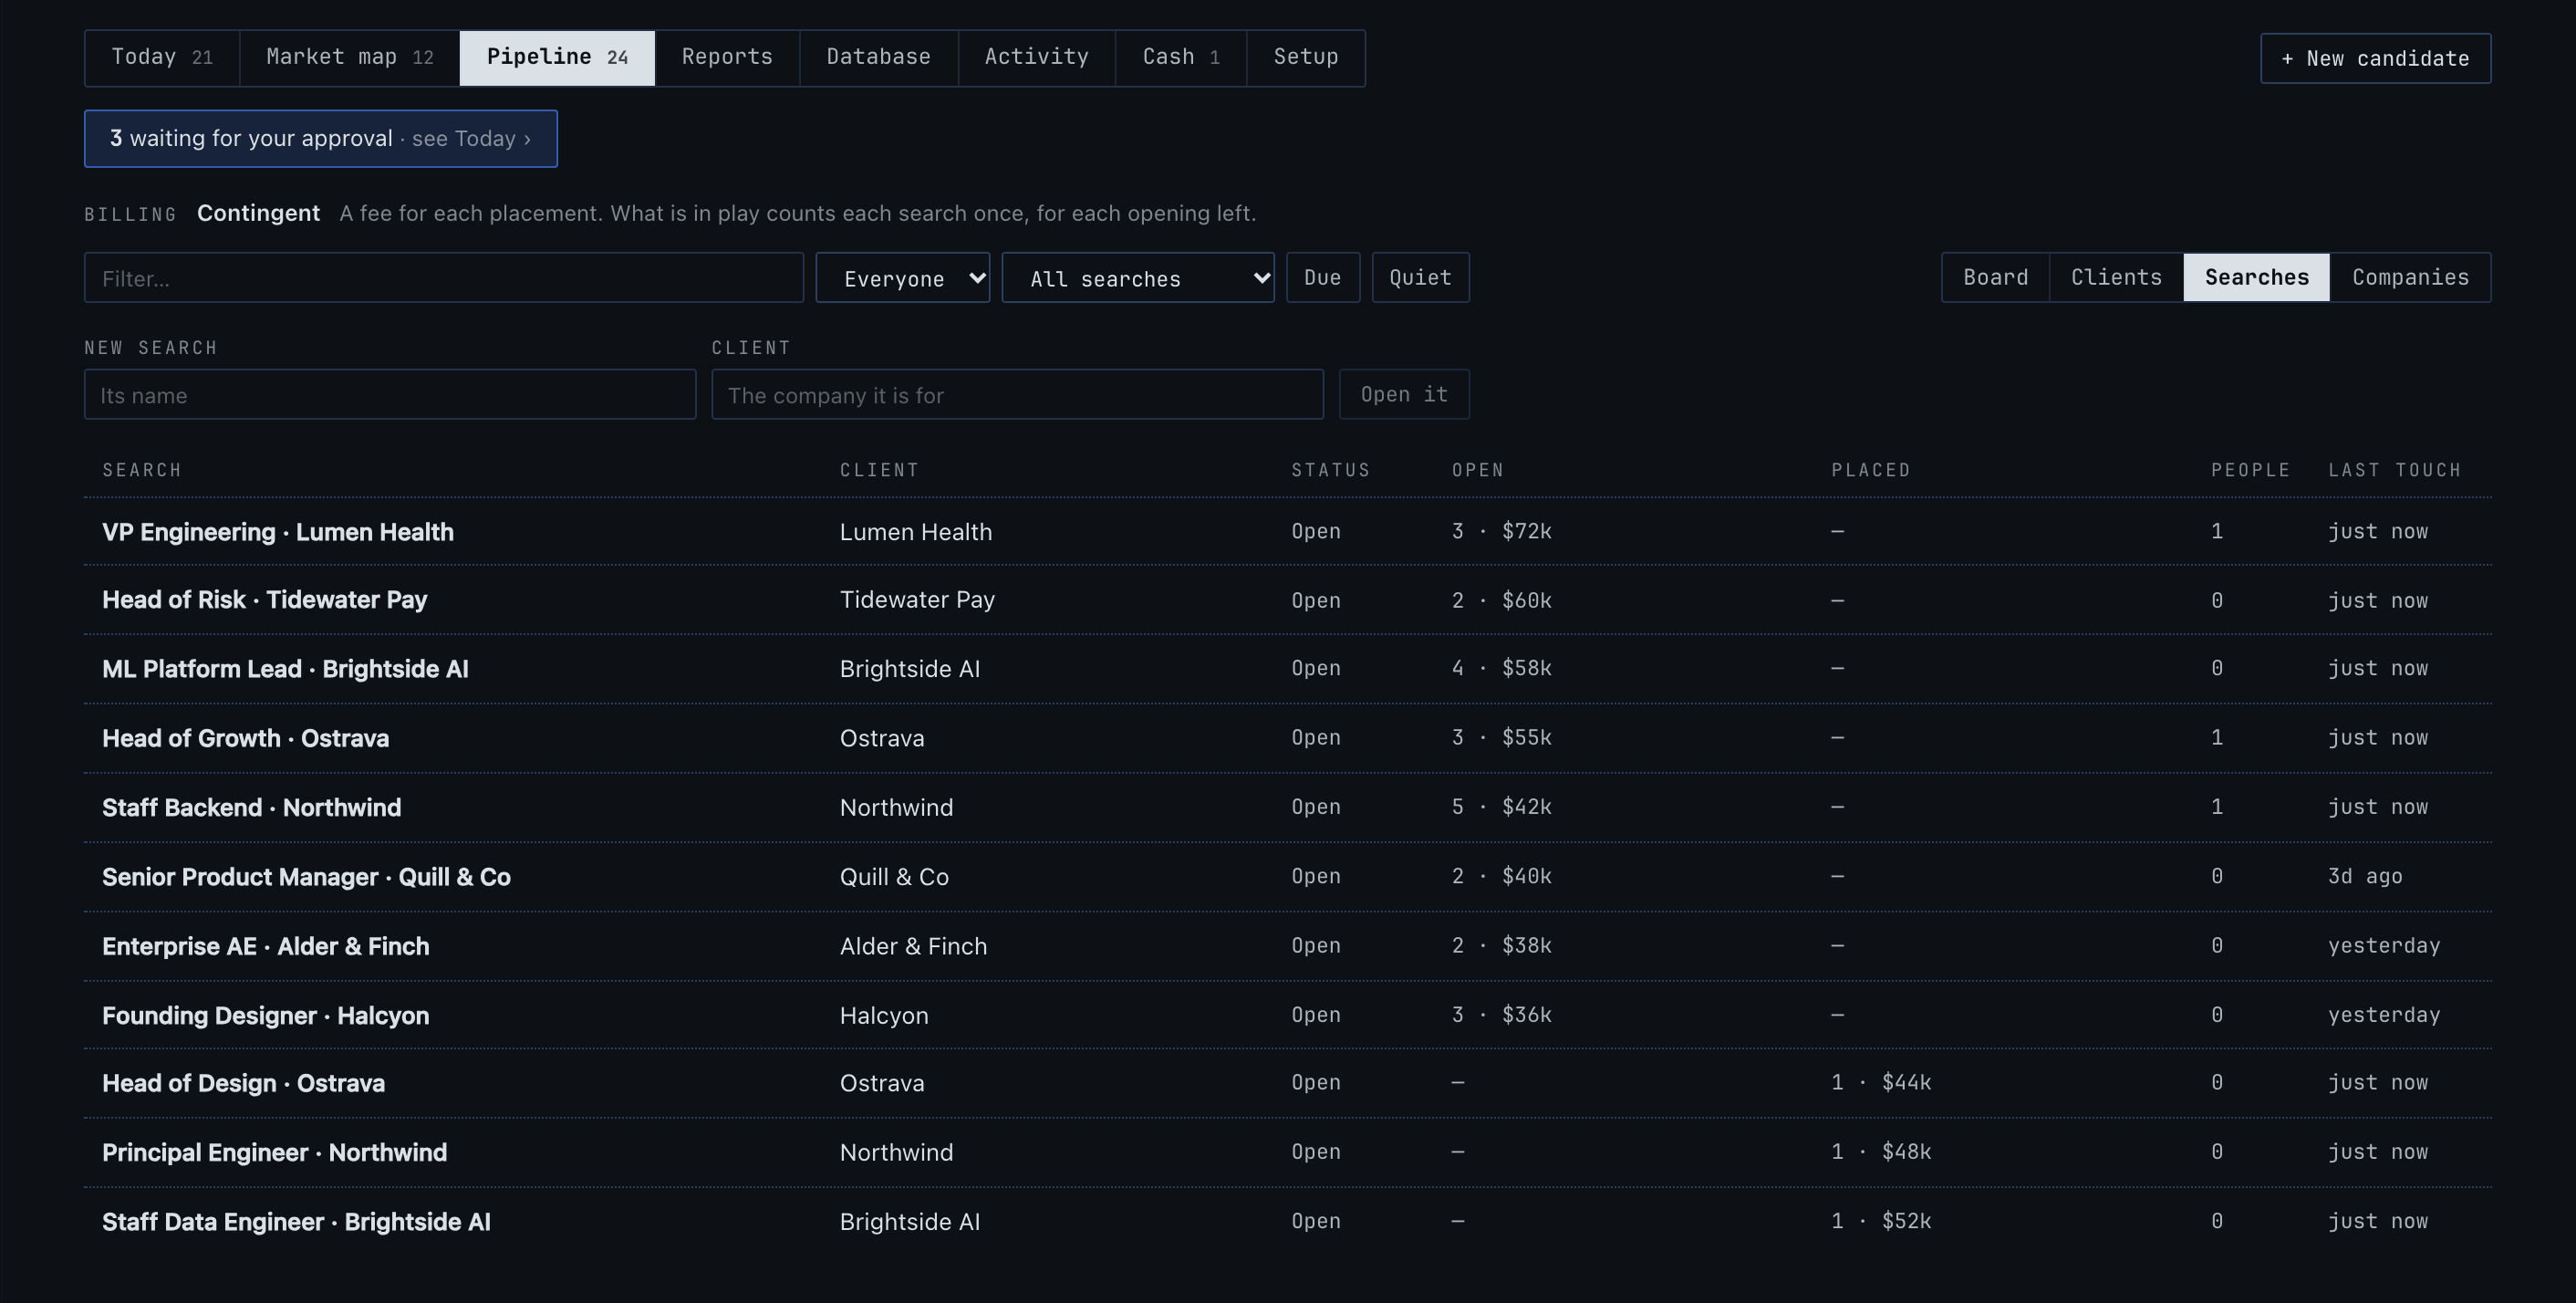 Today 21 Market map 12 Pipeline 24 Reports Database Activity Cash 1 Setup + New candidate
3 waiting for your approval · see Today ›
BILLING Contingent A fee for each placement. What is in play counts each search once, for each opening left.
Filter... Everyone All searches Due Quiet Board Clients Searches Companies
NEW SEARCH CLIENT
Its name The company it is for Open it
SEARCH CLIENT STATUS OPEN PLACED PEOPLE LAST TOUCH
VP Engineering · Lumen Health Lumen Health Open 3 · $72k — 1 just now
Head of Risk · Tidewater Pay Tidewater Pay Open 2 · $60k — 0 just now
ML Platform Lead · Brightside AI Brightside AI Open 4 · $58k — 0 just now
Head of Growth · Ostrava Ostrava Open 3 · $55k — 1 just now
Staff Backend · Northwind Northwind Open 5 · $42k — 1 just now
Senior Product Manager · Quill & Co Quill & Co Open 2 · $40k — 0 3d ago
Enterprise AE · Alder & Finch Alder & Finch Open 2 · $38k — 0 yesterday
Founding Designer · Halcyon Halcyon Open 3 · $36k — 0 yesterday
Head of Design · Ostrava Ostrava Open — 1 · $44k 0 just now
Principal Engineer · Northwind Northwind Open — 1 · $48k 0 just now
Staff Data Engineer · Brightside AI Brightside AI Open — 1 · $52k 0 just now